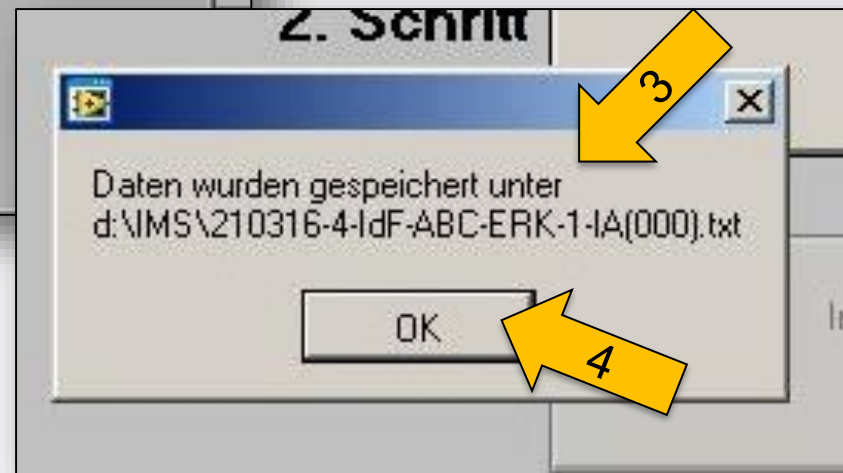 2. Schritt
3
Daten wurden gespeichert unter
d:\IMS\210316-4-IdF-ABC-ERK-1-IA(000).txt
OK
4